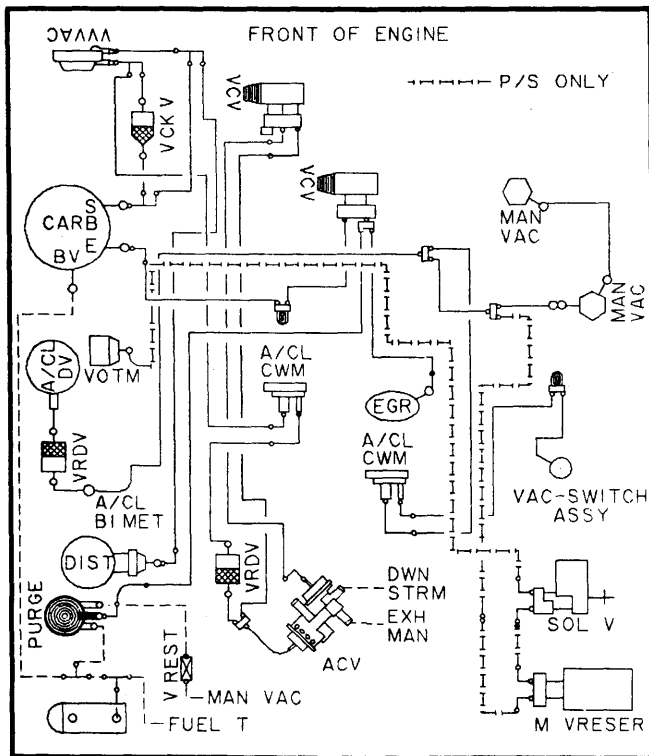 FRONT OF ENGINE
P/S ONLY
VVVAC
VCK V
VCV
VCV
MAN
VAC
MAN
VAC
CARB
S
E
BV
A/CL
DV
VOTM
VRDV
A/CL
BI MET
A/CL
CWM
EGR
A/CL
CWM
VAC-SWITCH
ASSY
DIST
VRDV
DWN
STRM
EXH
MAN
ACV
SOL V
PURGE
V REST
MAN VAC
FUEL T
M VRESER